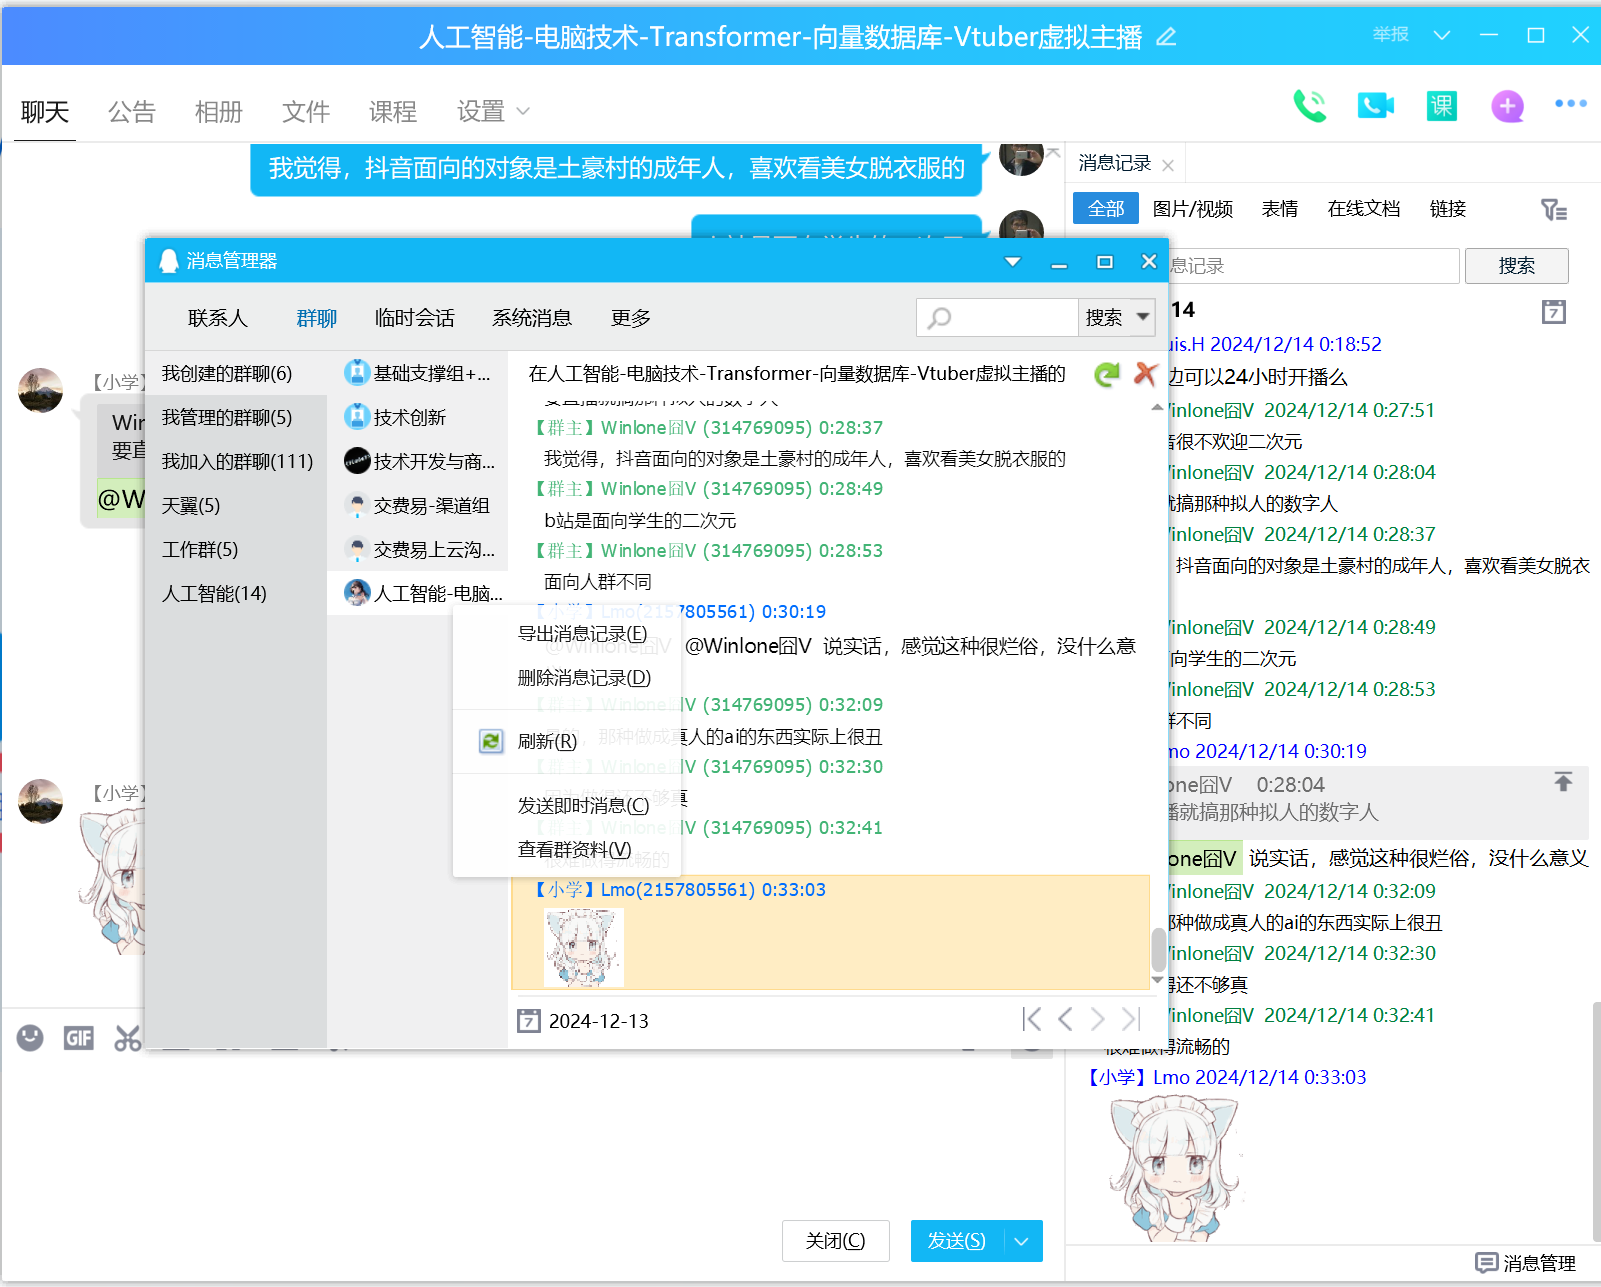 人工智能-电脑技术-Transformer-向量数据库-Vtuber虚拟主播
举报
聊天
公告
相册
文件
课程
设置
课
我觉得，抖音面向的对象是土豪村的成年人，喜欢看美女脱衣服的
【小学】
Win
要直
@W
【小学】
GIF
关闭(C)
发送(S)
消息管理器
联系人
群聊
临时会话
系统消息
更多
搜索
我创建的群聊(6)
我管理的群聊(5)
我加入的群聊(111)
天翼(5)
工作群(5)
人工智能(14)
基础支撑组+...
技术创新
技术开发与商...
交费易-渠道组
交费易上云沟...
人工智能-电脑...
在人工智能-电脑技术-Transformer-向量数据库-Vtuber虚拟主播的
【群主】Winlone囧V (314769095) 0:28:37
我觉得，抖音面向的对象是土豪村的成年人，喜欢看美女脱衣服的
【群主】Winlone囧V (314769095) 0:28:49
b站是面向学生的二次元
【群主】Winlone囧V (314769095) 0:28:53
面向人群不同
【小学】Lmo(2157805561) 0:30:19
@Winlone囧V @Winlone囧V 说实话，感觉这种很烂俗，没什么意
【群主】Winlone囧V (314769095) 0:32:09
那种做成真人的ai的东西实际上很丑
【群主】Winlone囧V (314769095) 0:32:30
够真
【群主】Winlone囧V (314769095) 0:32:41
很难做得流畅的
【小学】Lmo(2157805561) 0:33:03
7 2024-12-13
导出消息记录(E)
删除消息记录(D)
刷新(R)
发送即时消息(C)
查看群资料(V)
消息记录
全部
图片/视频
表情
在线文档
链接
息记录
搜索
14
7
uis.H 2024/12/14 0:18:52
边可以24小时开播么
inlone囧V 2024/12/14 0:27:51
音很不欢迎二次元
inlone囧V 2024/12/14 0:28:04
就搞那种拟人的数字人
inlone囧V 2024/12/14 0:28:37
抖音面向的对象是土豪村的成年人，喜欢看美女脱衣
inlone囧V 2024/12/14 0:28:49
向学生的二次元
inlone囧V 2024/12/14 0:28:53
群不同
mo 2024/12/14 0:30:19
one囧V 0:28:04
播就搞那种拟人的数字人
one囧V 说实话，感觉这种很烂俗，没什么意义
inlone囧V 2024/12/14 0:32:09
那种做成真人的ai的东西实际上很丑
inlone囧V 2024/12/14 0:32:30
得还不够真
inlone囧V 2024/12/14 0:32:41
很难做得流畅的
【小学】Lmo 2024/12/14 0:33:03
消息管理